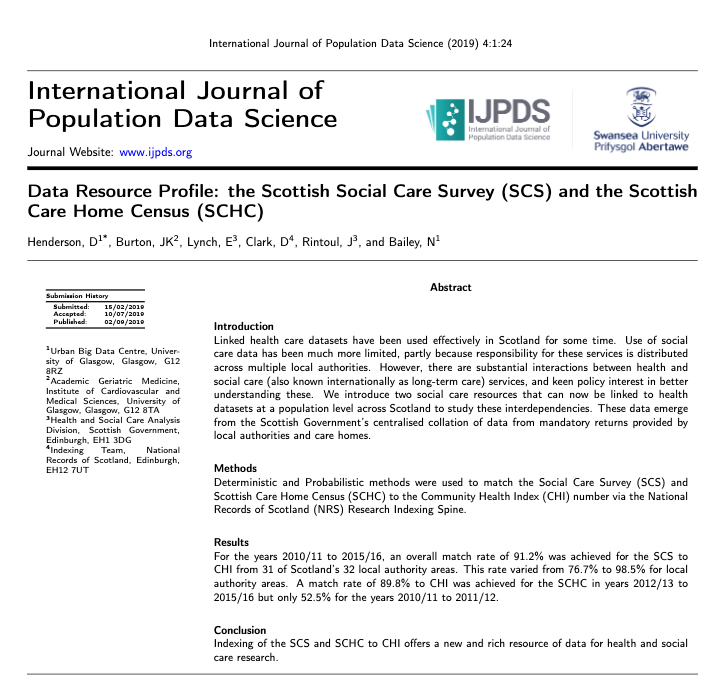 International Journal of Population Data Science (2019) 4:1:24
International Journal of
Population Data Science
Journal Website: www.ijpds.org
IJPDS
International Journal of
Population Data Science
Swansea University
Prifysgol Abertawe
Data Resource Profile: the Scottish Social Care Survey (SCS) and the Scottish
Care Home Census (SCHC)
Henderson, D1*, Burton, JK2, Lynch, E3, Clark, D4, Rintoul, J3, and Bailey, N1
Submission History
Submitted: 15/02/2019
Accepted: 10/07/2019
Published: 02/09/2019
1Urban Big Data Centre, Univer-
sity of Glasgow, Glasgow, G12
8RZ
2Academic Geriatric Medicine,
Institute of Cardiovascular and
Medical Sciences, University of
Glasgow, Glasgow, G12 8TA
3Health and Social Care Analysis
Division, Scottish Government,
Edinburgh, EH1 3DG
4Indexing Team, National
Records of Scotland, Edinburgh,
EH12 7UT
Abstract
Introduction
Linked health care datasets have been used effectively in Scotland for some time. Use of social
care data has been much more limited, partly because responsibility for these services is distributed
across multiple local authorities. However, there are substantial interactions between health and
social care (also known internationally as long-term care) services, and keen policy interest in better
understanding these. We introduce two social care resources that can now be linked to health
datasets at a population level across Scotland to study these interdependencies. These data emerge
from the Scottish Government's centralised collation of data from mandatory returns provided by
local authorities and care homes.
Methods
Deterministic and Probabilistic methods were used to match the Social Care Survey (SCS) and
Scottish Care Home Census (SCHC) to the Community Health Index (CHI) number via the National
Records of Scotland (NRS) Research Indexing Spine.
Results
For the years 2010/11 to 2015/16, an overall match rate of 91.2% was achieved for the SCS to
CHI from 31 of Scotland's 32 local authority areas. This rate varied from 76.7% to 98.5% for local
authority areas. A match rate of 89.8% to CHI was achieved for the SCHC in years 2012/13 to
2015/16 but only 52.5% for the years 2010/11 to 2011/12.
Conclusion
Indexing of the SCS and SCHC to CHI offers a new and rich resource of data for health and social
care research.